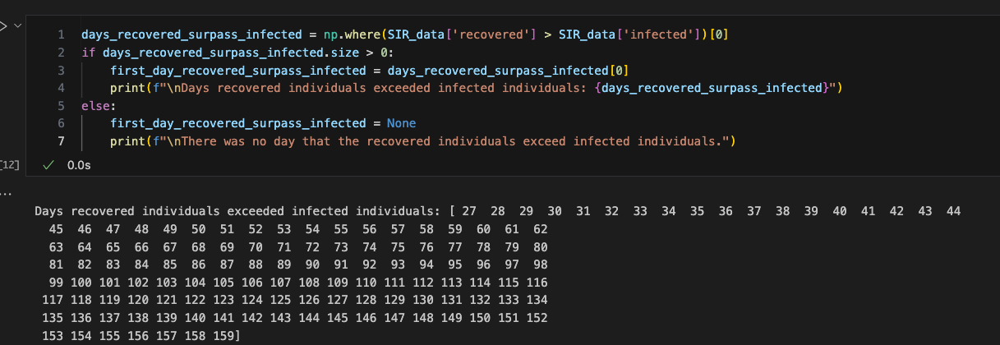 1 days_recovered_surpass_infected = np.where(SIR_data['recovered'] > SIR_data['infected'])[0]
2 if days_recovered_surpass_infected.size > 0:
3     first_day_recovered_surpass_infected = days_recovered_surpass_infected[0]
4     print(f"\nDays recovered individuals exceeded infected individuals: {days_recovered_surpass_infected}")
5 else:
6     first_day_recovered_surpass_infected = None
7     print(f"\nThere was no day that the recovered individuals exceed infected individuals.")
[12] ✓ 0.0s
...
Days recovered individuals exceeded infected individuals: [ 27  28  29  30  31  32  33  34  35  36  37  38  39  40  41  42  43  44
  45  46  47  48  49  50  51  52  53  54  55  56  57  58  59  60  61  62
  63  64  65  66  67  68  69  70  71  72  73  74  75  76  77  78  79  80
  81  82  83  84  85  86  87  88  89  90  91  92  93  94  95  96  97  98
  99 100 101 102 103 104 105 106 107 108 109 110 111 112 113 114 115 116
 117 118 119 120 121 122 123 124 125 126 127 128 129 130 131 132 133 134
 135 136 137 138 139 140 141 142 143 144 145 146 147 148 149 150 151 152
 153 154 155 156 157 158 159]